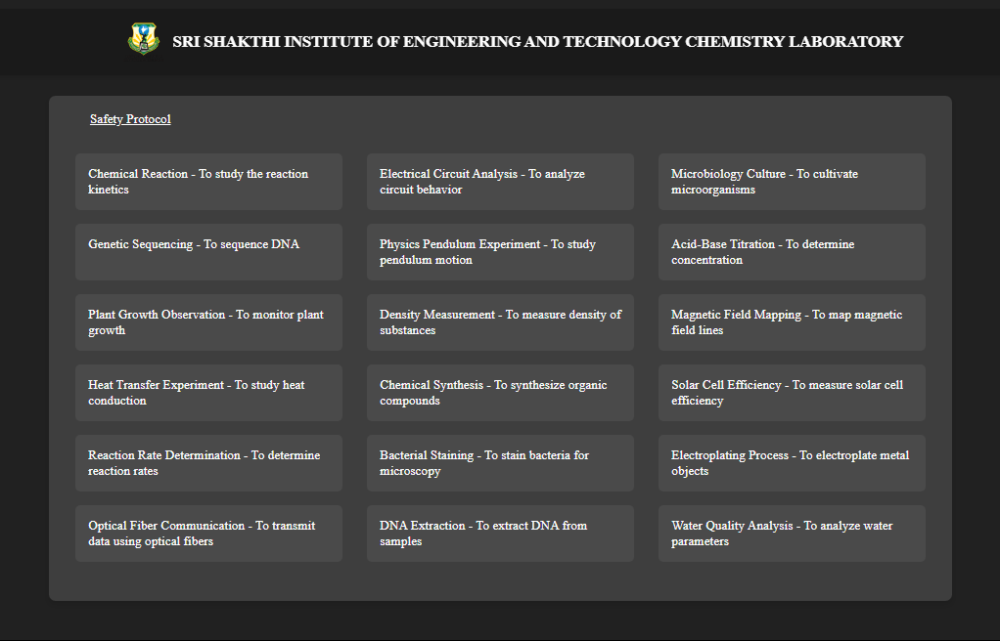 SRI SHAKTHI INSTITUTE OF ENGINEERING AND TECHNOLOGY CHEMISTRY LABORATORY
Safety Protocol
Chemical Reaction - To study the reaction
kinetics
Electrical Circuit Analysis - To analyze
circuit behavior
Microbiology Culture - To cultivate
microorganisms
Genetic Sequencing - To sequence DNA
Physics Pendulum Experiment - To study
pendulum motion
Acid-Base Titration - To determine
concentration
Plant Growth Observation - To monitor plant
growth
Density Measurement - To measure density of
substances
Magnetic Field Mapping - To map magnetic
field lines
Heat Transfer Experiment - To study heat
conduction
Chemical Synthesis - To synthesize organic
compounds
Solar Cell Efficiency - To measure solar cell
efficiency
Reaction Rate Determination - To determine
reaction rates
Bacterial Staining - To stain bacteria for
microscopy
Electroplating Process - To electroplate metal
objects
Optical Fiber Communication - To transmit
data using optical fibers
DNA Extraction - To extract DNA from
samples
Water Quality Analysis - To analyze water
parameters